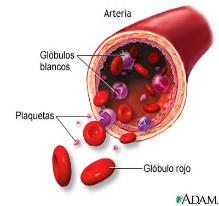 Arteria
Glóbulos
blancos
Plaquetas
Glóbulo rojo
ADAM.